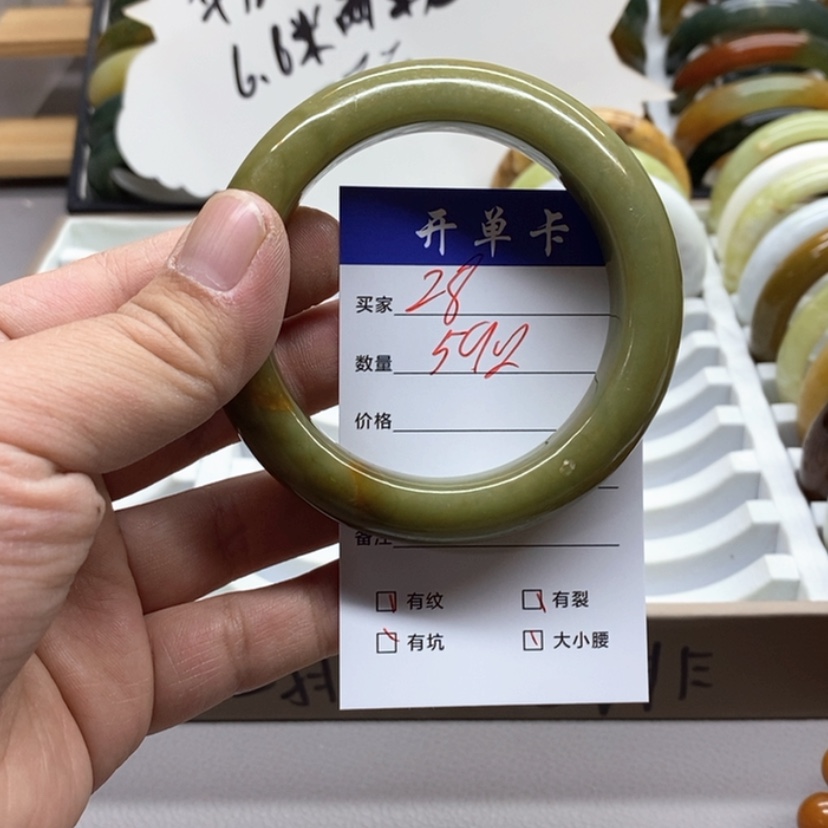 6.6米两
开单卡
买家 28
数量 592
价格
备注
有纹 有裂
有坑 大小腰